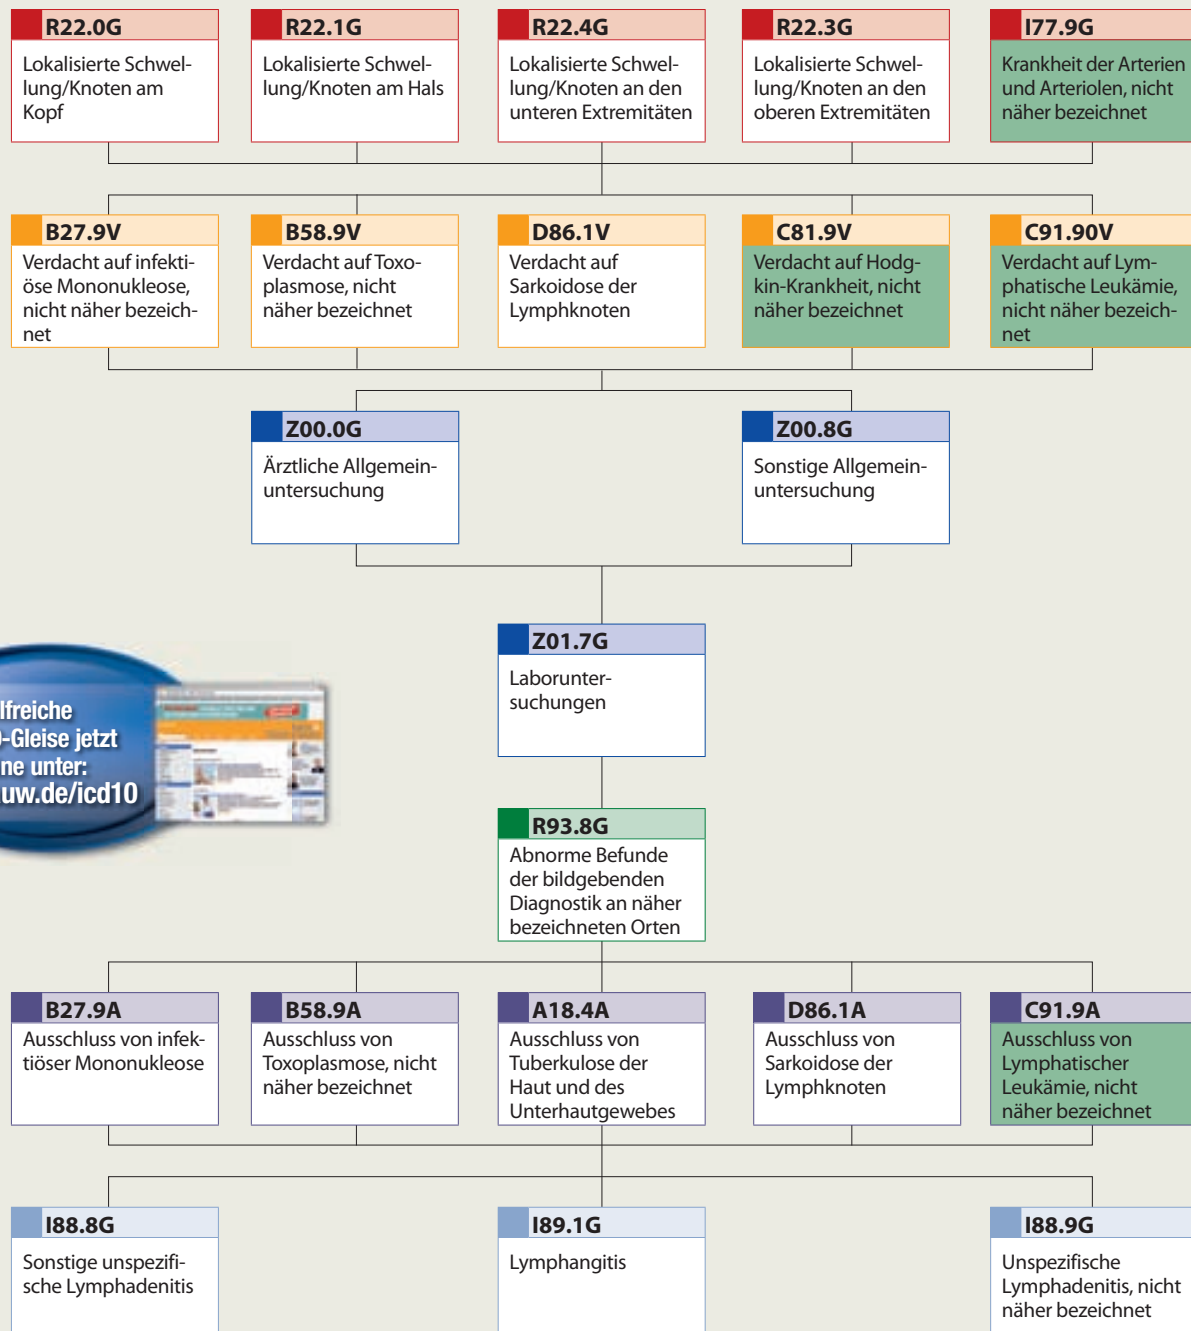 R22.0G
Lokalisierte Schwel-
lung/Knoten am
Kopf
R22.1G
Lokalisierte Schwel-
lung/Knoten am Hals
R22.4G
Lokalisierte Schwel-
lung/Knoten an den
unteren Extremitäten
R22.3G
Lokalisierte Schwel-
lung/Knoten an den
oberen Extremitäten
I77.9G
Krankheit der Arterien
und Arteriolen, nicht
näher bezeichnet
B27.9V
Verdacht auf infekti-
öse Mononukleose,
nicht näher bezeich-
net
B58.9V
Verdacht auf Toxo-
plasmose, nicht
näher bezeichnet
D86.1V
Verdacht auf
Sarkoidose der
Lymphknoten
C81.9V
Verdacht auf Hodg-
kin-Krankheit, nicht
näher bezeichnet
C91.90V
Verdacht auf Lym-
phatische Leukämie,
nicht näher bezeich-
net
Z00.0G
Ärztliche Allgemein-
untersuchung
Z00.8G
Sonstige Allgemein-
untersuchung
Z01.7G
Laborunter-
suchungen
lfreiche
-Gleise jetzt
ne unter:
uw.de/icd10
R93.8G
Abnorme Befunde
der bildgebenden
Diagnostik an näher
bezeichneten Orten
B27.9A
Ausschluss von infek-
tiöser Mononukleose
B58.9A
Ausschluss von
Toxoplasmose, nicht
näher bezeichnet
A18.4A
Ausschluss von
Tuberkulose der
Haut und des
Unterhautgewebes
D86.1A
Ausschluss von
Sarkoidose der
Lymphknoten
C91.9A
Ausschluss von
Lymphatischer
Leukämie, nicht
näher bezeichnet
I88.8G
Sonstige unspezifi-
sche Lymphadenitis
I89.1G
Lymphangitis
I88.9G
Unspezifische
Lymphadenitis, nicht
näher bezeichnet